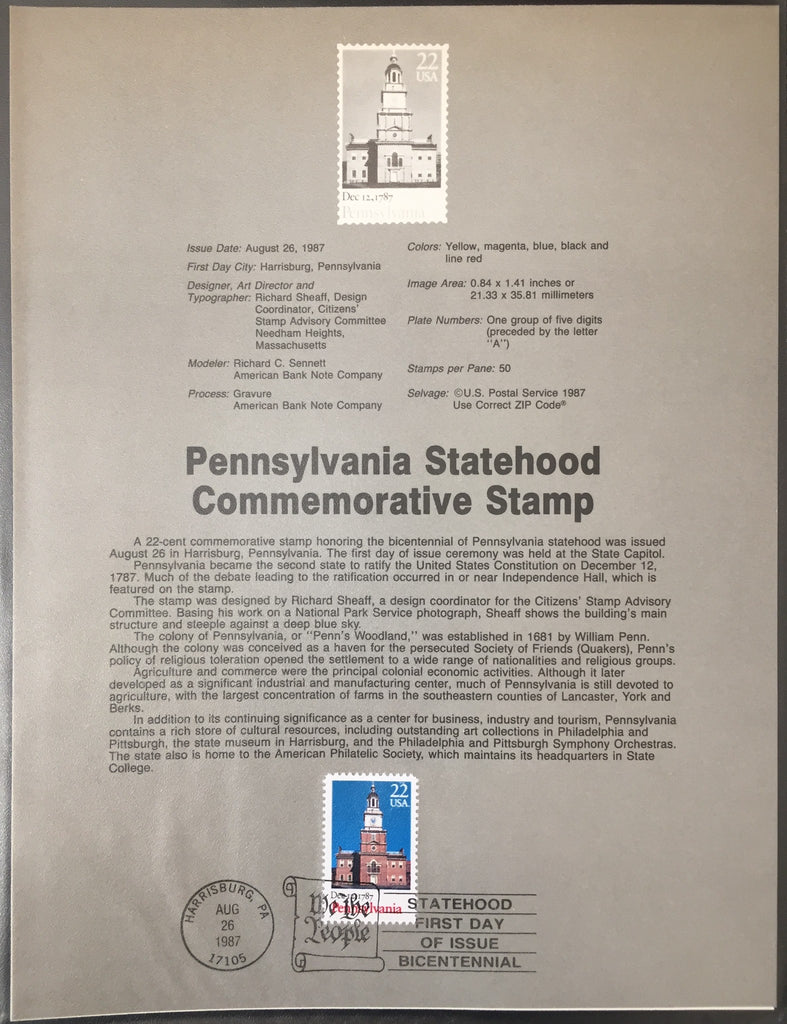 22
USA
Dec 12, 1787
Pennsylvania
Issue Date: August 26, 1987
First Day City: Harrisburg, Pennsylvania
Designer, Art Director and
Typographer: Richard Sheaff, Design
Coordinator, Citizens'
Stamp Advisory Committee
Needham Heights,
Massachusetts
Modeler: Richard C. Sennett
American Bank Note Company
Process: Gravure
American Bank Note Company
Colors: Yellow, magenta, blue, black and
line red
Image Area: 0.84 x 1.41 inches or
21.33 x 35.81 millimeters
Plate Numbers: One group of five digits
(preceded by the letter
"A")
Stamps per Pane: 50
Selvage: ©U.S. Postal Service 1987
Use Correct ZIP Code®
Pennsylvania Statehood
Commemorative Stamp
A 22-cent commemorative stamp honoring the bicentennial of Pennsylvania statehood was issued
August 26 in Harrisburg, Pennsylvania. The first day of issue ceremony was held at the State Capitol.
Pennsylvania became the second state to ratify the United States Constitution on December 12,
1787. Much of the debate leading to the ratification occurred in or near Independence Hall, which is
featured on the stamp.
The stamp was designed by Richard Sheaff, a design coordinator for the Citizens' Stamp Advisory
Committee. Basing his work on a National Park Service photograph, Sheaff shows the building's main
structure and steeple against a deep blue sky.
The colony of Pennsylvania, or "Penn's Woodland," was established in 1681 by William Penn.
Although the colony was conceived as a haven for the persecuted Society of Friends (Quakers), Penn's
policy of religious toleration opened the settlement to a wide range of nationalities and religious groups.
Agriculture and commerce were the principal colonial economic activities. Although it later
developed as a significant industrial and manufacturing center, much of Pennsylvania is still devoted to
agriculture, with the largest concentration of farms in the southeastern counties of Lancaster, York and
Berks.
In addition to its continuing significance as a center for business, industry and tourism, Pennsylvania
contains a rich store of cultural resources, including outstanding art collections in Philadelphia and
Pittsburgh, the state museum in Harrisburg, and the Philadelphia and Pittsburgh Symphony Orchestras.
The state also is home to the American Philatelic Society, which maintains its headquarters in State
College.
22
USA
Dec 12, 1787
Pennsylvania
HARRISBURG, PA
AUG
26
1987
17105
We the
People
STATEHOOD
FIRST DAY
OF ISSUE
BICENTENNIAL